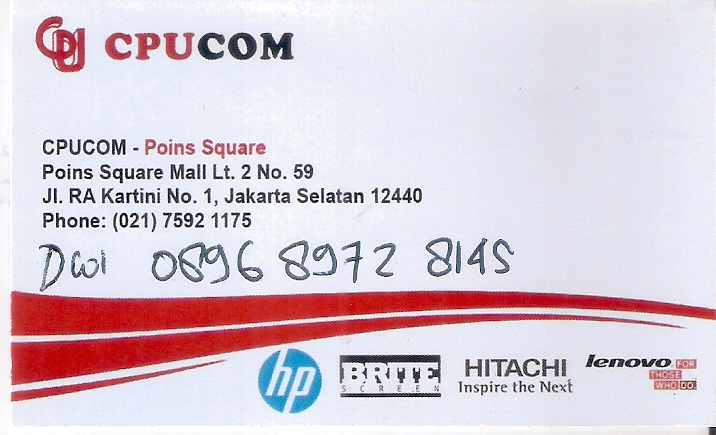 CPU CPUCOM
CPUCOM - Poins Square
Poins Square Mall Lt. 2 No. 59
Jl. RA Kartini No. 1, Jakarta Selatan 12440
Phone: (021) 7592 1175
Dwi 0896 8972 8145
hp
BRITE
SCREEN
HITACHI
Inspire the Next
lenovo FOR
THOSE
WHO DO.